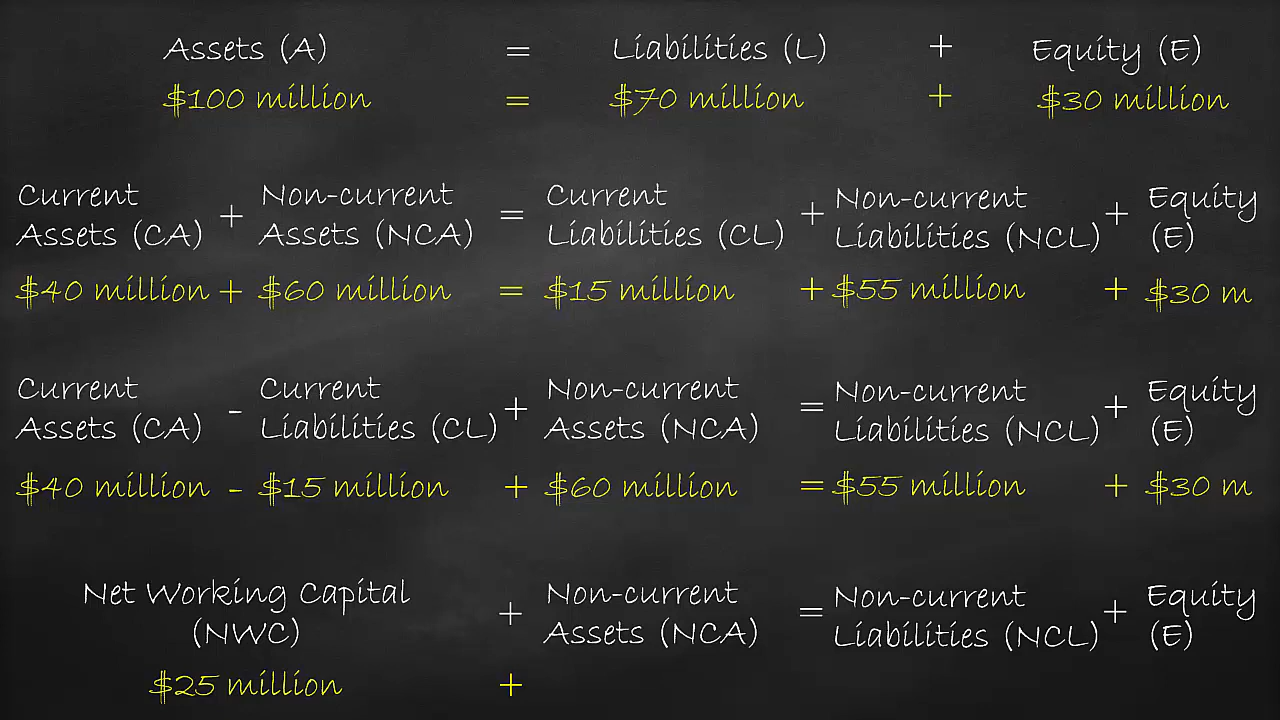 Assets (A) = Liabilities (L) + Equity (E)
$100 million = $70 million + $30 million
Current Assets (CA) + Non-current Assets (NCA) = Current Liabilities (CL) + Non-current Liabilities (NCL) + Equity (E)
$40 million + $60 million = $15 million + $55 million + $30 m
Current Assets (CA) - Current Liabilities (CL) + Non-current Assets (NCA) = Non-current Liabilities (NCL) + Equity (E)
$40 million - $15 million + $60 million = $55 million + $30 m
Net Working Capital (NWC) + Non-current Assets (NCA) = Non-current Liabilities (NCL) + Equity (E)
$25 million +